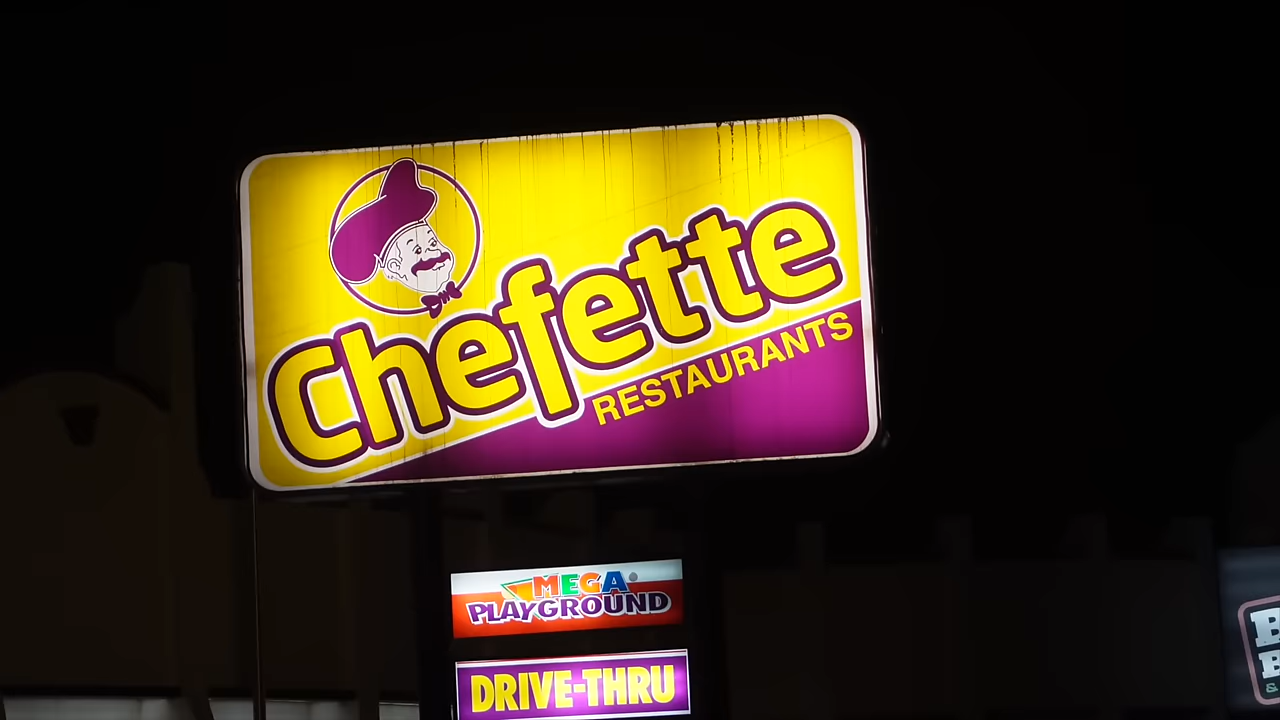 Chefette
RESTAURANTS
MEGA
PLAYGROUND
DRIVE-THRU